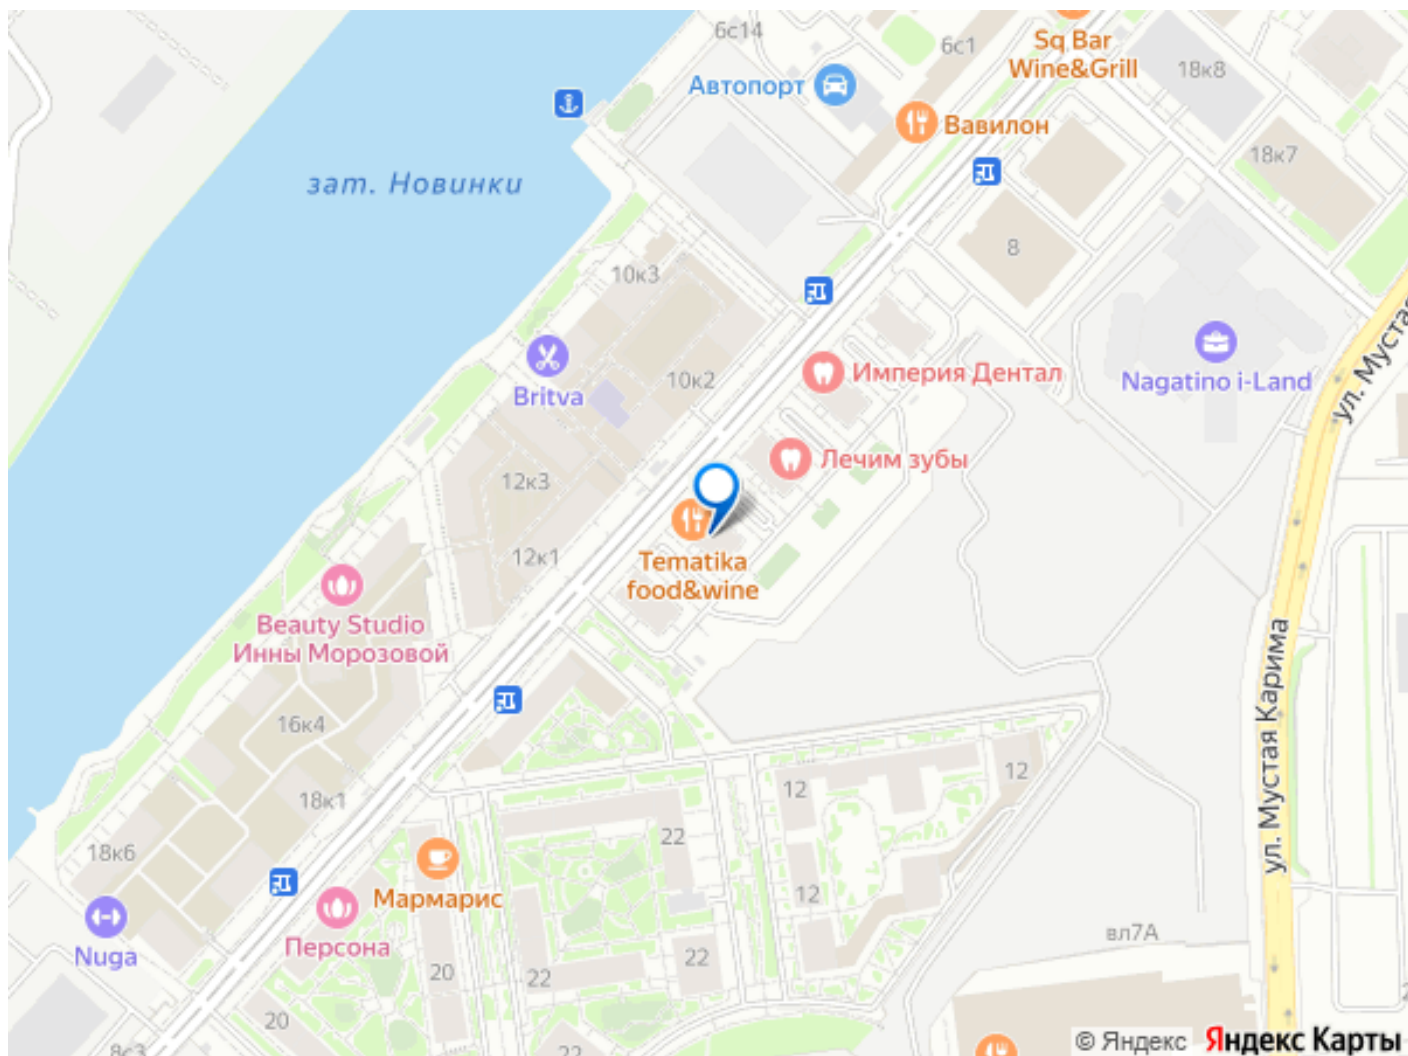 6с14
6с1
Sq Bar
Wine&Grill
18к8
Автопорт
Вавилон
18к7
зат. Новинки
8
10к3
ул. Мустая
Britva
10к2
Империя Дентал
Nagatino i-Land
Лечим зубы
12к3
12к1
Tematika
food&wine
Beauty Studio
Инны Морозовой
ул. Мустая Карима
16к4
18к1
12
12
22
18к6
Мармарис
12
Nuga
Персона
вл7А
20
22
22
20
8с3
22
© Яндекс Яндекс Карты